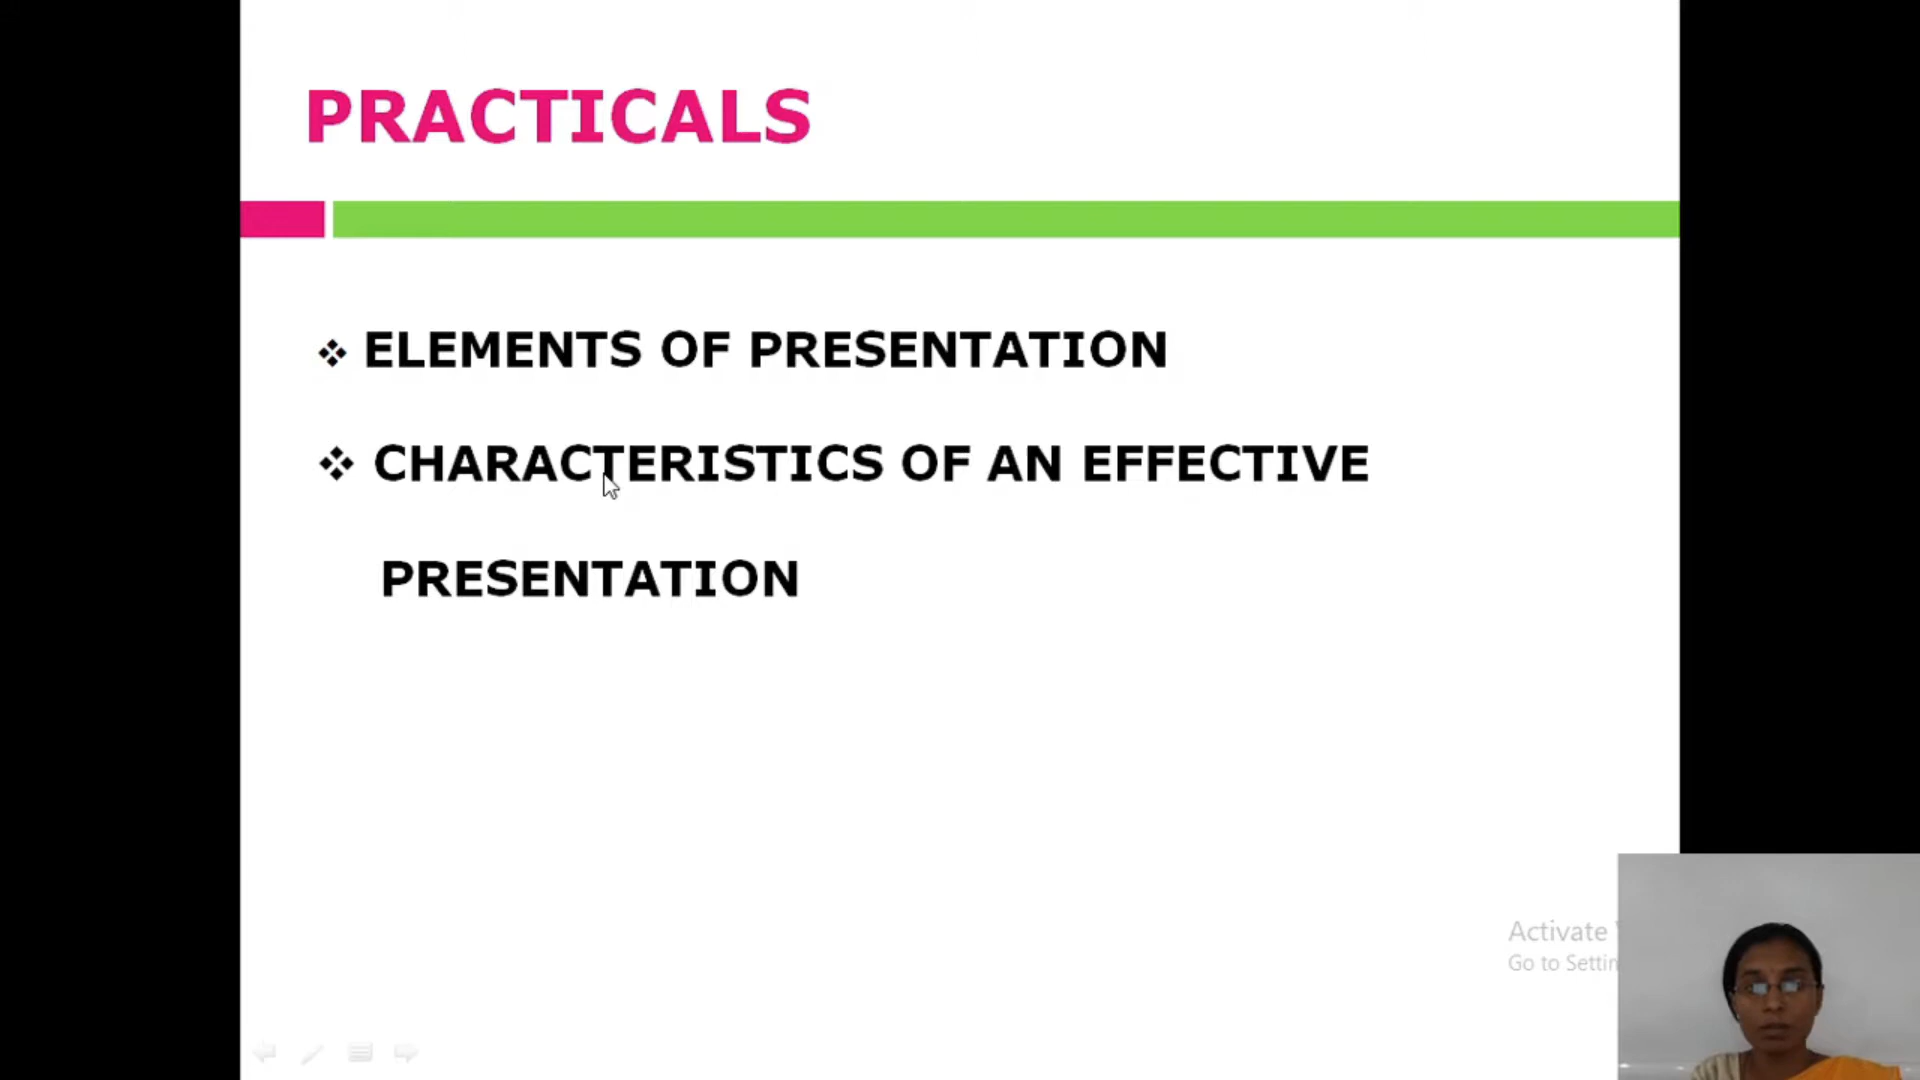 PRACTICALS
❖ ELEMENTS OF PRESENTATION
❖ CHARACTERISTICS OF AN EFFECTIVE
PRESENTATION
Activate
Go to Settin